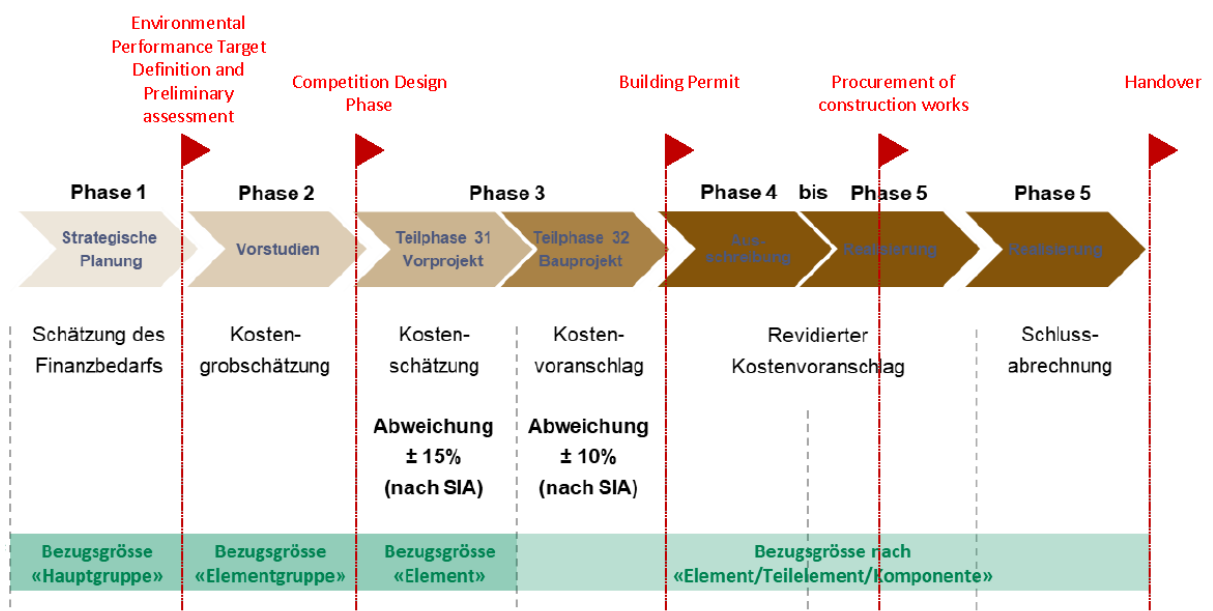 Environmental
Performance Target
Definition and
Preliminary
assessment
Competition Design
Phase
Building Permit
Procurement of
construction works
Handover
Phase 1
Phase 2
Phase 3
Phase 4 bis Phase 5
Phase 5
Strategische
Planung
Vorstudien
Teilphase 31
Vorprojekt
Teilphase 32
Bauprojekt
Aus-
schreibung
Realisierung
Realisierung
Schätzung des
Finanzbedarfs
Kosten-
grobschätzung
Kosten-
schätzung
Kosten-
voranschlag
Revidierter
Kostenvoranschlag
Schluss-
abrechnung
Abweichung
± 15%
(nach SIA)
Abweichung
± 10%
(nach SIA)
Bezugsgrösse
«Hauptgruppe»
Bezugsgrösse
«Elementgruppe»
Bezugsgrösse
«Element»
Bezugsgrösse nach
«Element/Teilelement/Komponente»